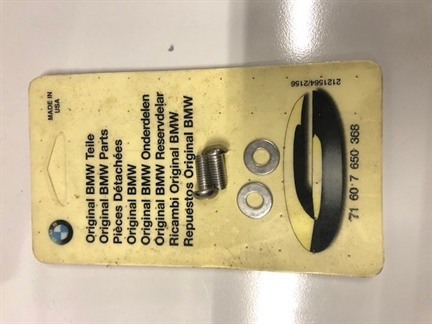 MADE IN
USA
Original BMW Teile
Original BMW Parts
Pièces Détachées
Original BMW
Original BMW Onderdelen
Original BMW Reservdelar
Ricambi Original BMW
Repuestos Original BMW
2121564/2156
71 60 7 650 368